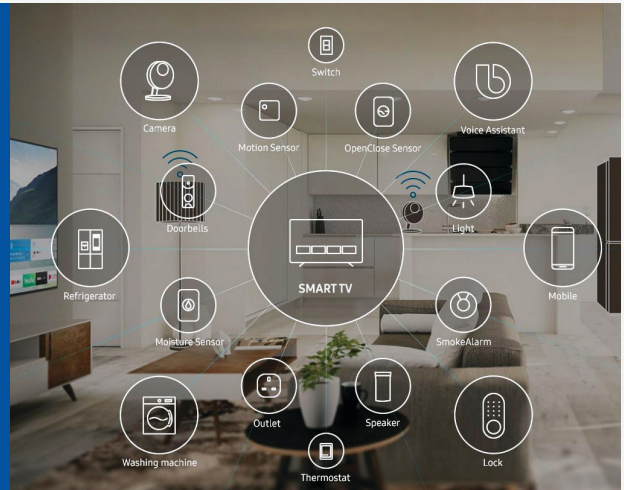 Switch
Camera
Motion Sensor
OpenClose Sensor
Voice Assistant
Doorbells
Light
SMART TV
Refrigerator
Mobile
Moisture Sensor
SmokeAlarm
Outlet
Speaker
Washing machine
Lock
Thermostat